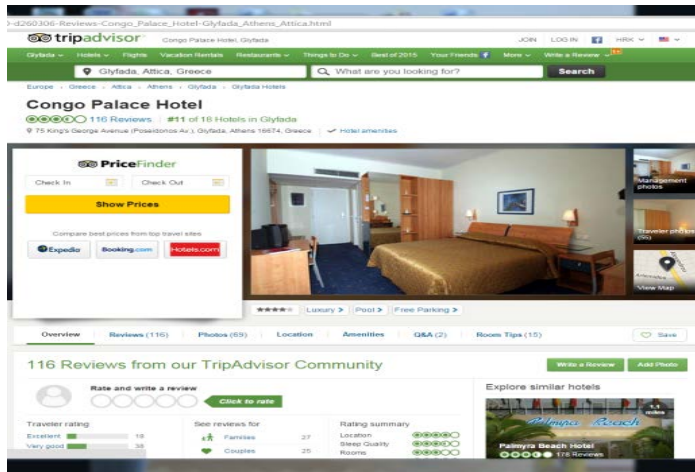 -d260306-Reviews-Congo_Palace_Hotel-Glyfada_Athens_Attica.html
tripadvisor Congo Palace Hotel, Glyfada JOIN LOG IN HRK
Glyfada Hotels Flights Vacation Rentals Restaurants Things to Do Best of 2015 Your Friends More Write a Review
Glyfada, Attica, Greece What are you looking for? Search
Europe Greece Attica Athens Glyfada Glyfada Hotels
Congo Palace Hotel
116 Reviews #11 of 18 Hotels in Glyfada
75 King's George Avenue (Poseidonos Av.), Glyfada, Athens 16674, Greece Hotel amenities
PriceFinder
Check In Check Out
Show Prices
Compare best prices from top travel sites
Expedia Booking.com Hotels.com
Management
photos
Traveler photos
View Map
Luxury > Pool > Free Parking >
Overview Reviews (116) Photos (69) Location Amenities Q&A (2) Room Tips (15) Save
116 Reviews from our TripAdvisor Community Write a Review Add Photo
Rate and write a review
Click to rate
Explore similar hotels
Palmyra Beach
Palmyra Beach Hotel
178 Reviews
Traveler rating See reviews for Rating summary
Excellent 18 Families 27 Location
Very good 38 Couples 25 Sleep Quality
Rooms